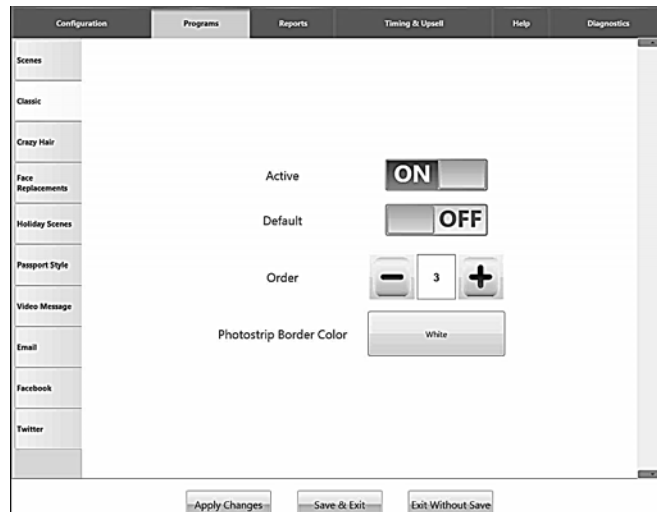 Configuration Programs Reports Timing & Upsell Help Diagnostics
Scenes
Classic
Crazy Hair
Face
Replacements
Holiday Scenes
Passport Style
Video Message
Email
Facebook
Twitter
Active ON
Default OFF
Order 3
Photostrip Border Color White
Apply Changes Save & Exit Exit Without Save